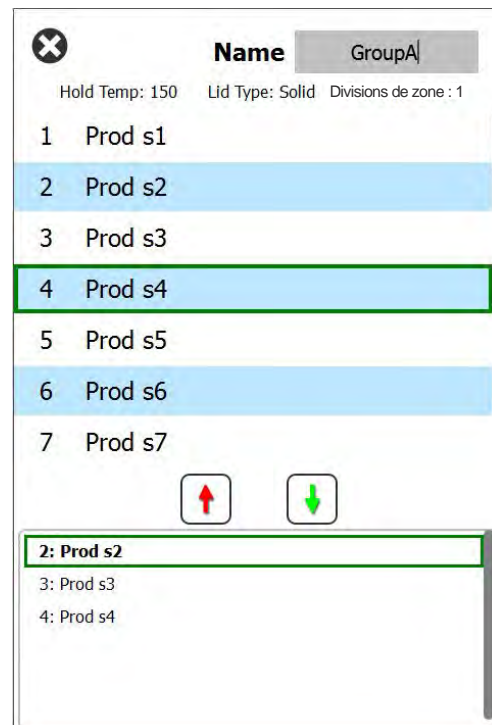 Name GroupA
Hold Temp: 150 Lid Type: Solid Divisions de zone : 1
1 Prod s1
2 Prod s2
3 Prod s3
4 Prod s4
5 Prod s5
6 Prod s6
7 Prod s7
2: Prod s2
3: Prod s3
4: Prod s4